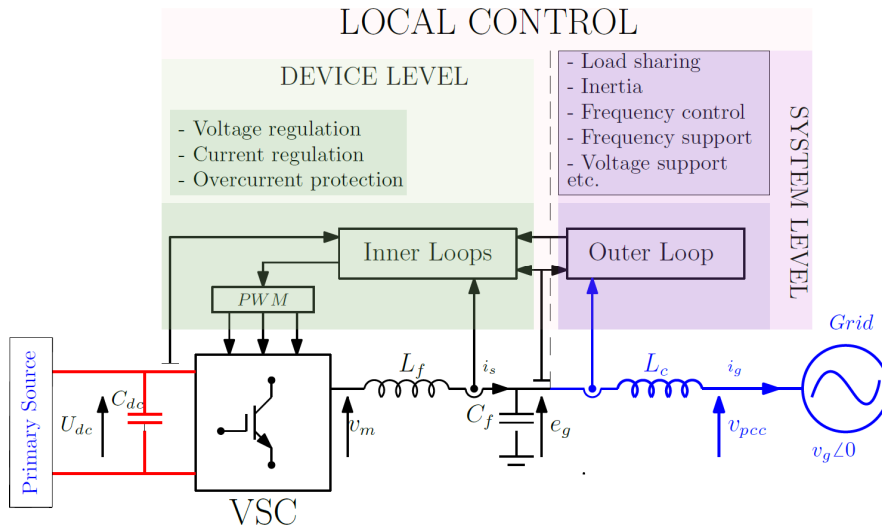 LOCAL CONTROL
DEVICE LEVEL
- Voltage regulation
- Current regulation
- Overcurrent protection
- Load sharing
- Inertia
- Frequency control
- Frequency support
- Voltage support
etc.
SYSTEM LEVEL
Inner Loops
Outer Loop
PWM
Primary Source
U_dc
C_dc
VSC
v_m
L_f
i_s
C_f
e_g
L_c
i_g
v_pcc
Grid
v_g∠0